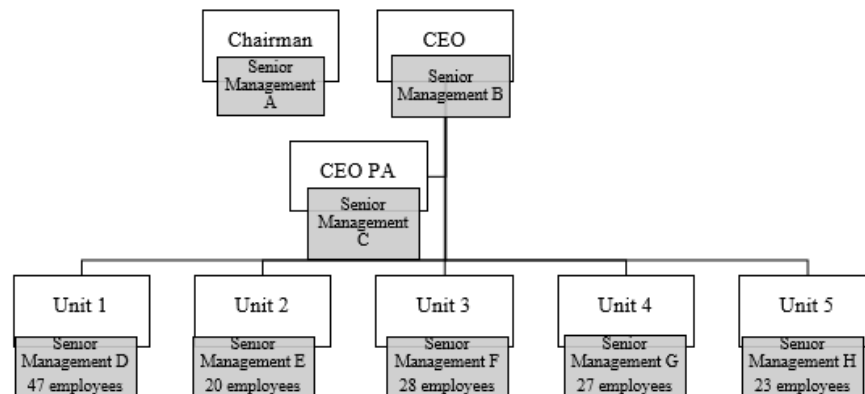 Chairman
Senior
Management
A
CEO
Senior
Management B
CEO PA
Senior
Management
C
Unit 1
Senior
Management D
47 employees
Unit 2
Senior
Management E
20 employees
Unit 3
Senior
Management F
28 employees
Unit 4
Senior
Management G
27 employees
Unit 5
Senior
Management H
23 employees